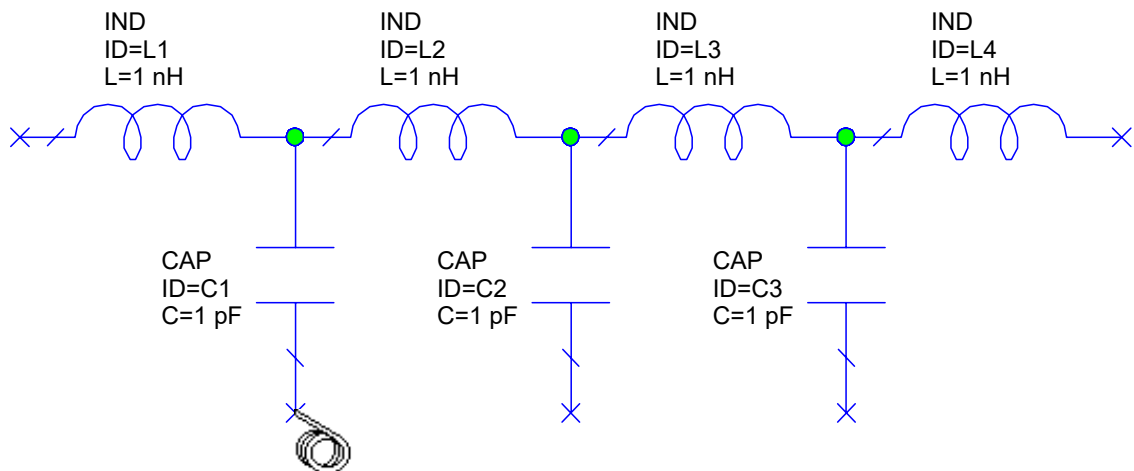 IND
ID=L1
L=1 nH
IND
ID=L2
L=1 nH
IND
ID=L3
L=1 nH
IND
ID=L4
L=1 nH
CAP
ID=C1
C=1 pF
CAP
ID=C2
C=1 pF
CAP
ID=C3
C=1 pF